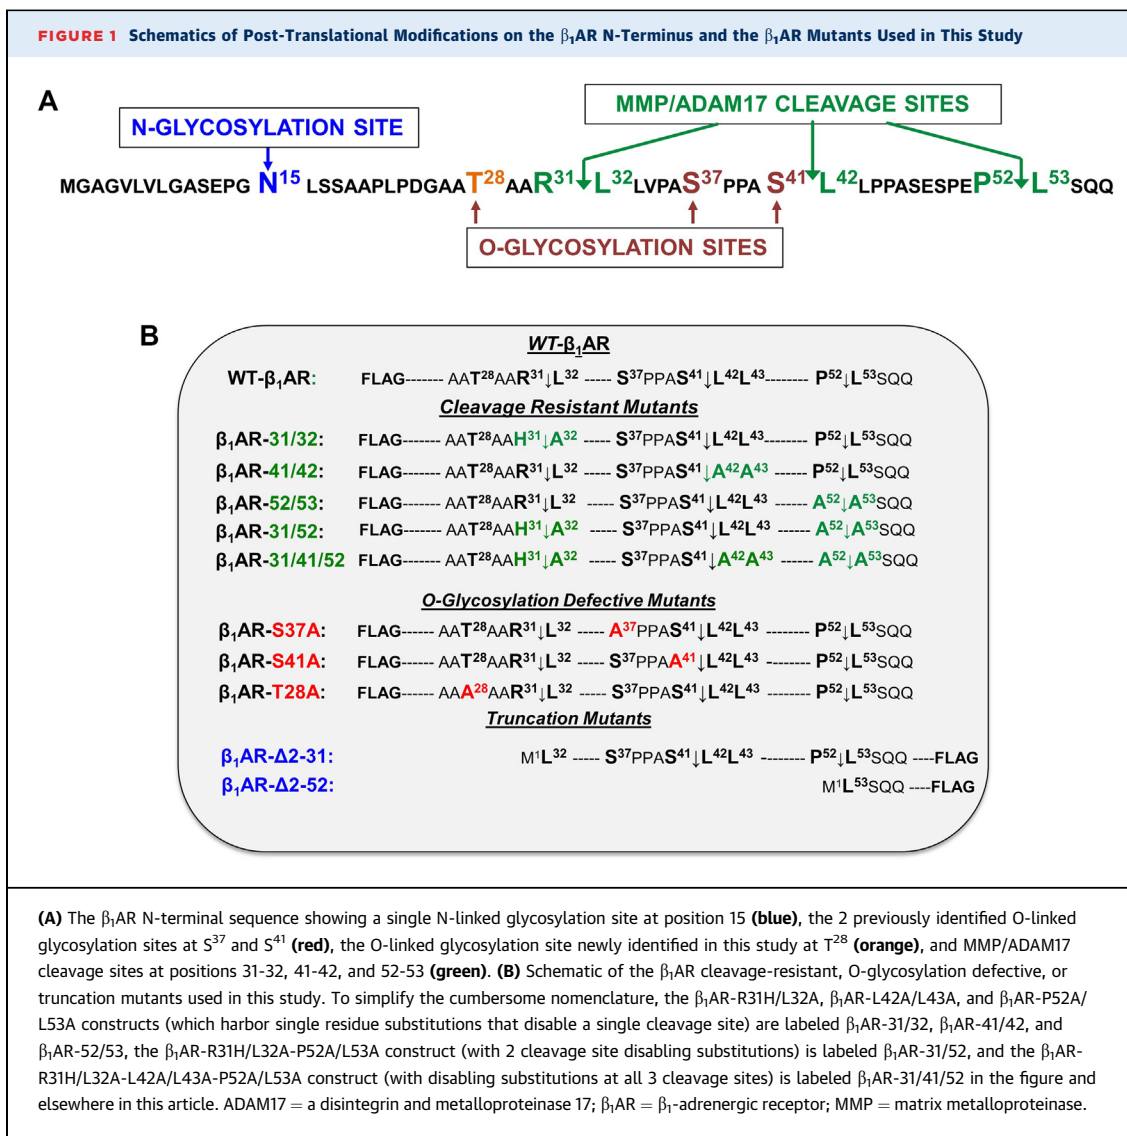 FIGURE 1 Schematics of Post-Translational Modifications on the β₁AR N-Terminus and the β₁AR Mutants Used in This Study
A
MMP/ADAM17 CLEAVAGE SITES
N-GLYCOSYLATION SITE
MGAGVLVLGASEPG N¹⁵ LSSAAPLPDGAAT²⁸AAR³¹↓L³²LVPAS³⁷PPA S⁴¹↓L⁴²LPPASESPEP⁵²↓L⁵³SQQ
O-GLYCOSYLATION SITES
B
WT-β₁AR
WT-β₁AR: FLAG------- AAT²⁸AAR³¹↓L³² ----- S³⁷PPAS⁴¹↓L⁴²L⁴³-------- P⁵²↓L⁵³SQQ
Cleavage Resistant Mutants
β₁AR-31/32: FLAG------- AAT²⁸AAH³¹↓A³² ----- S³⁷PPAS⁴¹↓L⁴²L⁴³-------- P⁵²↓L⁵³SQQ
β₁AR-41/42: FLAG------- AAT²⁸AAR³¹↓L³² ----- S³⁷PPAS⁴¹↓A⁴²A⁴³ ------ P⁵²↓L⁵³SQQ
β₁AR-52/53: FLAG------- AAT²⁸AAR³¹↓L³² ----- S³⁷PPAS⁴¹↓L⁴²L⁴³ ------ A⁵²↓A⁵³SQQ
β₁AR-31/52: FLAG------- AAT²⁸AAH³¹↓A³² ----- S³⁷PPAS⁴¹↓L⁴²L⁴³ ------ A⁵²↓A⁵³SQQ
β₁AR-31/41/52 FLAG------- AAT²⁸AAH³¹↓A³² ----- S³⁷PPAS⁴¹↓A⁴²A⁴³ ------ A⁵²↓A⁵³SQQ
O-Glycosylation Defective Mutants
β₁AR-S37A: FLAG------ AAT²⁸AAR³¹↓L³² ----- A³⁷PPAS⁴¹↓L⁴²L⁴³ -------- P⁵²↓L⁵³SQQ
β₁AR-S41A: FLAG------ AAT²⁸AAR³¹↓L³² ----- S³⁷PPAA⁴¹↓L⁴²L⁴³ -------- P⁵²↓L⁵³SQQ
β₁AR-T28A: FLAG------ AAA²⁸AAR³¹↓L³² ----- S³⁷PPAS⁴¹↓L⁴²L⁴³ -------- P⁵²↓L⁵³SQQ
Truncation Mutants
β₁AR-Δ2-31: M¹L³² ----- S³⁷PPAS⁴¹↓L⁴²L⁴³ -------- P⁵²↓L⁵³SQQ ----FLAG
β₁AR-Δ2-52: M¹L⁵³SQQ ----FLAG
(A) The β₁AR N-terminal sequence showing a single N-linked glycosylation site at position 15 (blue), the 2 previously identified O-linked
glycosylation sites at S³⁷ and S⁴¹ (red), the O-linked glycosylation site newly identified in this study at T²⁸ (orange), and MMP/ADAM17
cleavage sites at positions 31-32, 41-42, and 52-53 (green). (B) Schematic of the β₁AR cleavage-resistant, O-glycosylation defective, or
truncation mutants used in this study. To simplify the cumbersome nomenclature, the β₁AR-R31H/L32A, β₁AR-L42A/L43A, and β₁AR-P52A/
L53A constructs (which harbor single residue substitutions that disable a single cleavage site) are labeled β₁AR-31/32, β₁AR-41/42, and
β₁AR-52/53, the β₁AR-R31H/L32A-P52A/L53A construct (with 2 cleavage site disabling substitutions) is labeled β₁AR-31/52, and the β₁AR-
R31H/L32A-L42A/L43A-P52A/L53A construct (with disabling substitutions at all 3 cleavage sites) is labeled β₁AR-31/41/52 in the figure and
elsewhere in this article. ADAM17 = a disintegrin and metalloproteinase 17; β₁AR = β₁-adrenergic receptor; MMP = matrix metalloproteinase.